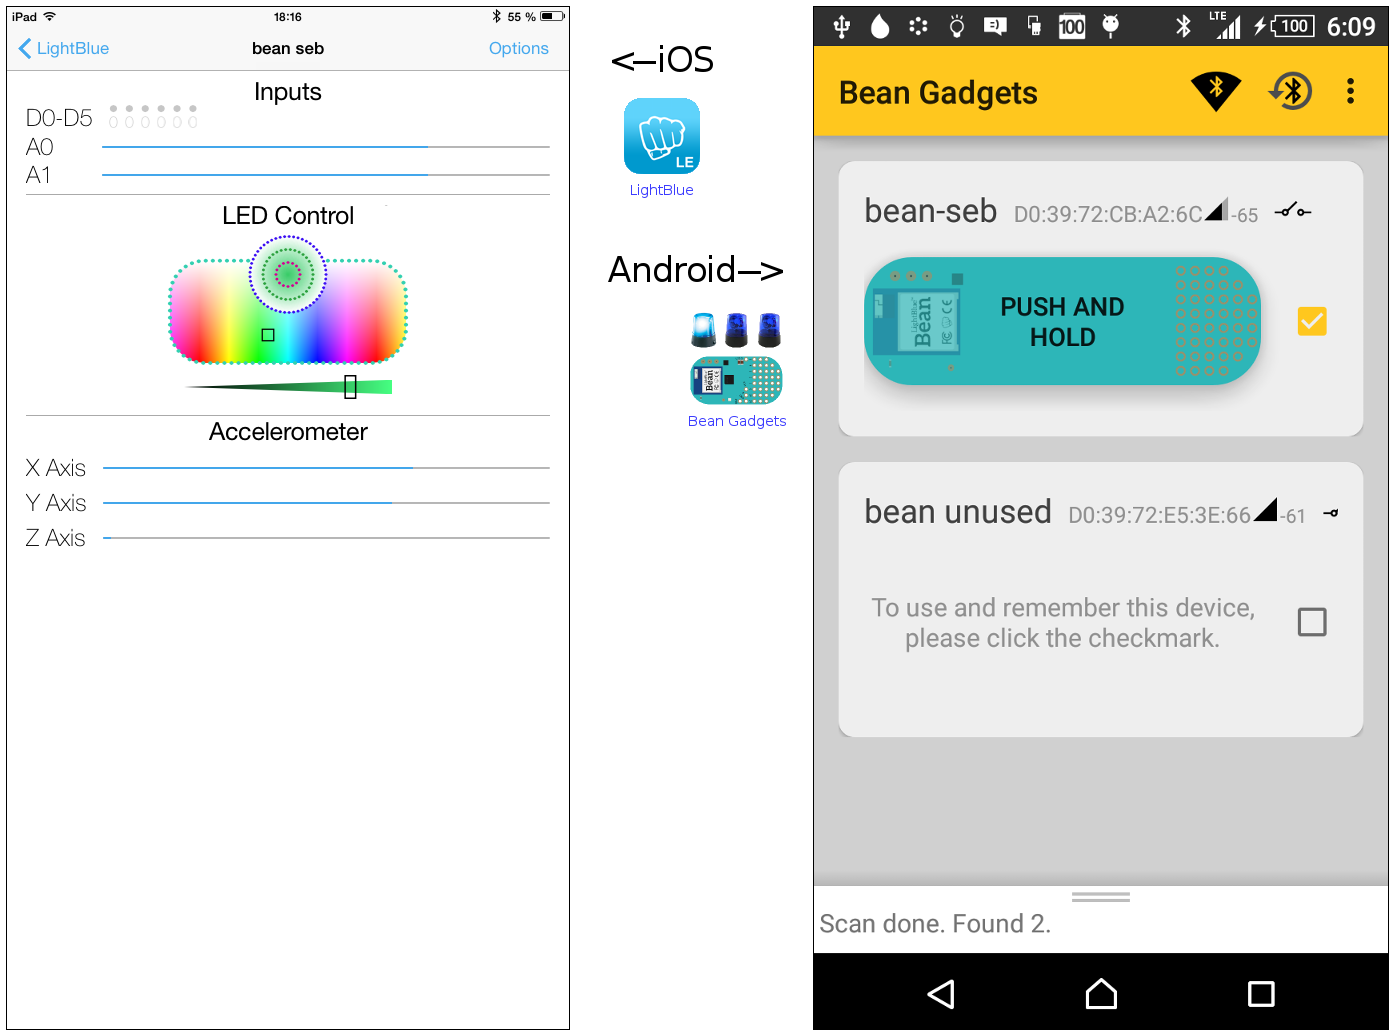 iPad 18:16 55 %
LightBlue bean seb Options
Inputs
D0-D5
0 0 0 0 0 0
A0
A1
LED Control
Accelerometer
X Axis
Y Axis
Z Axis
<—iOS
LE
LightBlue
Android—>
Bean
Bean Gadgets
LTE 100 100 6:09
Bean Gadgets
bean-seb D0:39:72:CB:A2:6C -65
LightBlue
Bean
PUSH AND
HOLD
bean unused D0:39:72:E5:3E:66 -61
To use and remember this device,
please click the checkmark.
Scan done. Found 2.